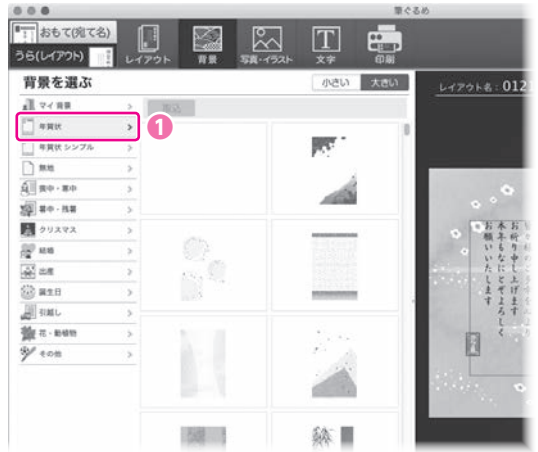 筆ぐるめ
おもて(宛て名)
うら(レイアウト)
レイアウト
背景
写真・イラスト
文字
印刷
背景を選ぶ
小さい
大きい
レイアウト名：0121
マイ 背景
年賀状
1
年賀状 シンプル
無地
喪中・寒中
暑中・残暑
クリスマス
結婚
出産
誕生日
引越し
花・動植物
その他
お祈り申し上げます
本年もなにとぞよろしく
お願いいたします